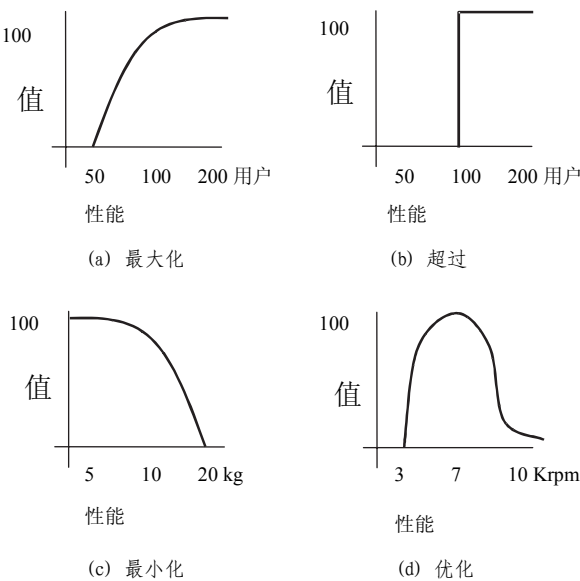 100
值
50 100 200 用户
性能
(a) 最大化
100
值
50 100 200 用户
性能
(b) 超过
100
值
5 10 20 kg
性能
(c) 最小化
100
值
3 7 10 Krpm
性能
(d) 优化